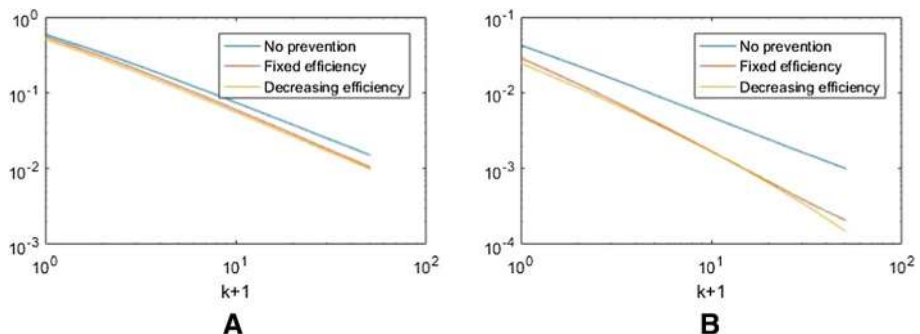 10^0
10^-1
10^-2
10^-3
10^0
10^1
10^2
k+1
No prevention
Fixed efficiency
Decreasing efficiency
A
10^-1
10^-2
10^-3
10^-4
10^0
10^1
10^2
k+1
No prevention
Fixed efficiency
Decreasing efficiency
B